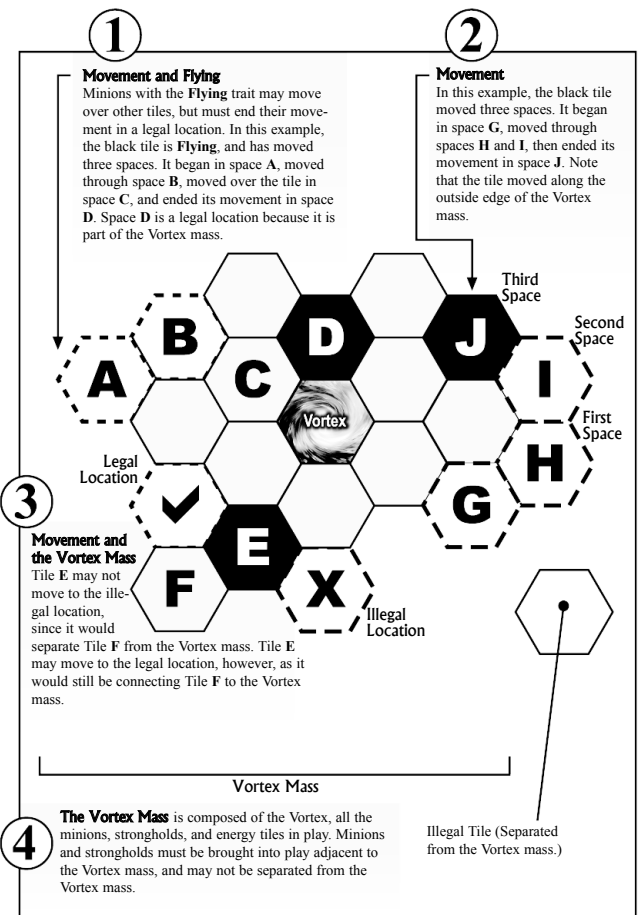 1
Movement and Flying
Minions with the Flying trait may move
over other tiles, but must end their move-
ment in a legal location. In this example,
the black tile is Flying, and has moved
three spaces. It began in space A, moved
through space B, moved over the tile in
space C, and ended its movement in space
D. Space D is a legal location because it is
part of the Vortex mass.
2
Movement
In this example, the black tile
moved three spaces. It began
in space G, moved through
spaces H and I, then ended its
movement in space J. Note
that the tile moved along the
outside edge of the Vortex
mass.
Third
Space
Second
Space
First
Space
A
B
C
D
J
I
H
G
Vortex
Legal
Location
3
Movement and
the Vortex Mass
Tile E may not
move to the ille-
gal location,
since it would
separate Tile F from the Vortex mass. Tile E
may move to the legal location, however, as it
would still be connecting Tile F to the Vortex
mass.
E
F
X
Illegal
Location
Vortex Mass
4
The Vortex Mass is composed of the Vortex, all the
minions, strongholds, and energy tiles in play. Minions
and strongholds must be brought into play adjacent to
the Vortex mass, and may not be separated from the
Vortex mass.
Illegal Tile (Separated
from the Vortex mass.)